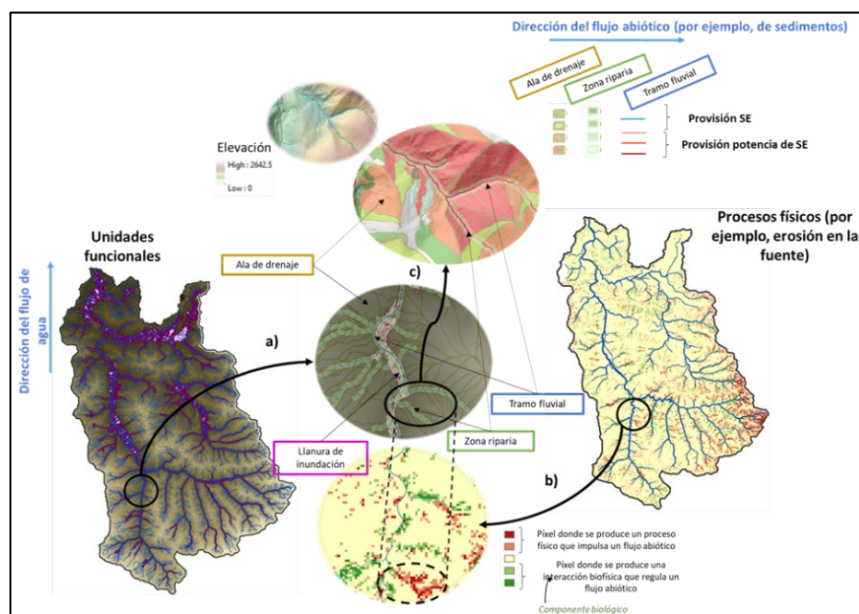 Dirección del flujo abiótico (por ejemplo, de sedimentos)
Ala de drenaje
Zona riparia
Tramo fluvial
Provisión SE
Provisión potencia de SE
Elevación
High : 2642.5
Low : 0
Unidades
funcionales
Procesos físicos (por
ejemplo, erosión en la
fuente)
Ala de drenaje
c)
Dirección del flujo de
agua
a)
Tramo fluvial
Llanura de
inundación
Zona riparia
b)
Píxel donde se produce un proceso
físico que impulsa un flujo abiótico
Píxel donde se produce una
interacción biofísica que regula un
flujo abiótico
Componente biológico